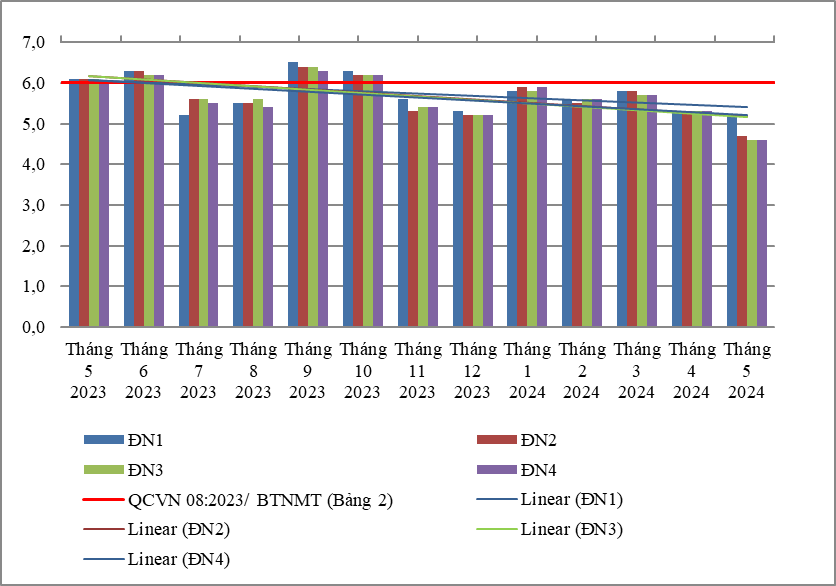 7,0
6,0
5,0
4,0
3,0
2,0
1,0
0,0
Tháng Tháng Tháng Tháng Tháng Tháng Tháng Tháng Tháng Tháng Tháng Tháng Tháng
5 6 7 8 9 10 11 12 1 2 3 4 5
2023 2023 2023 2023 2023 2023 2023 2023 2024 2024 2024 2024 2024
ĐN1 ĐN2
ĐN3 ĐN4
QCVN 08:2023/ BTNMT (Bảng 2) Linear (ĐN1)
Linear (ĐN2) Linear (ĐN3)
Linear (ĐN4)